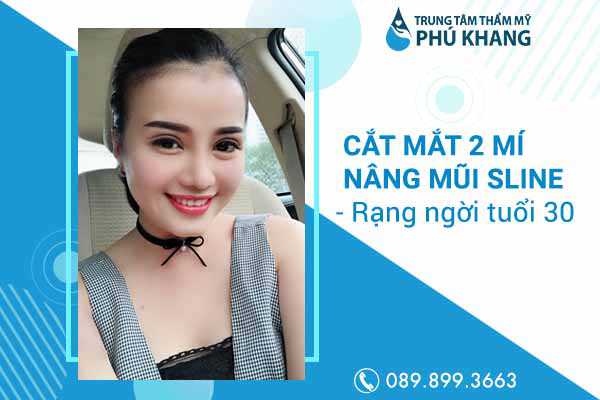 TRUNG TÂM THẨM MỸ
PHÚ KHANG
CẮT MẮT 2 MÍ
NÂNG MŨI SLINE
- Rạng ngời tuổi 30
089.899.3663